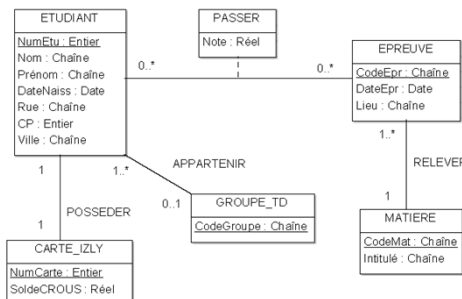 ETUDIANT
NumEtu : Entier
Nom : Chaîne
Prénom : Chaîne
DateNaiss : Date
Rue : Chaîne
CP : Entier
Ville : Chaîne
PASSER
Note : Réel
0..*
0..*
EPREUVE
CodeEpr : Chaîne
DateEpr : Date
Lieu : Chaîne
1
1..*
APPARTENIR
1..*
RELEVER
POSSEDER
0..1
GROUPE_TD
CodeGroupe : Chaîne
1
1
CARTE_IZLY
NumCarte : Entier
SoldeCROUS : Réel
MATIERE
CodeMat : Chaîne
Intitulé : Chaîne